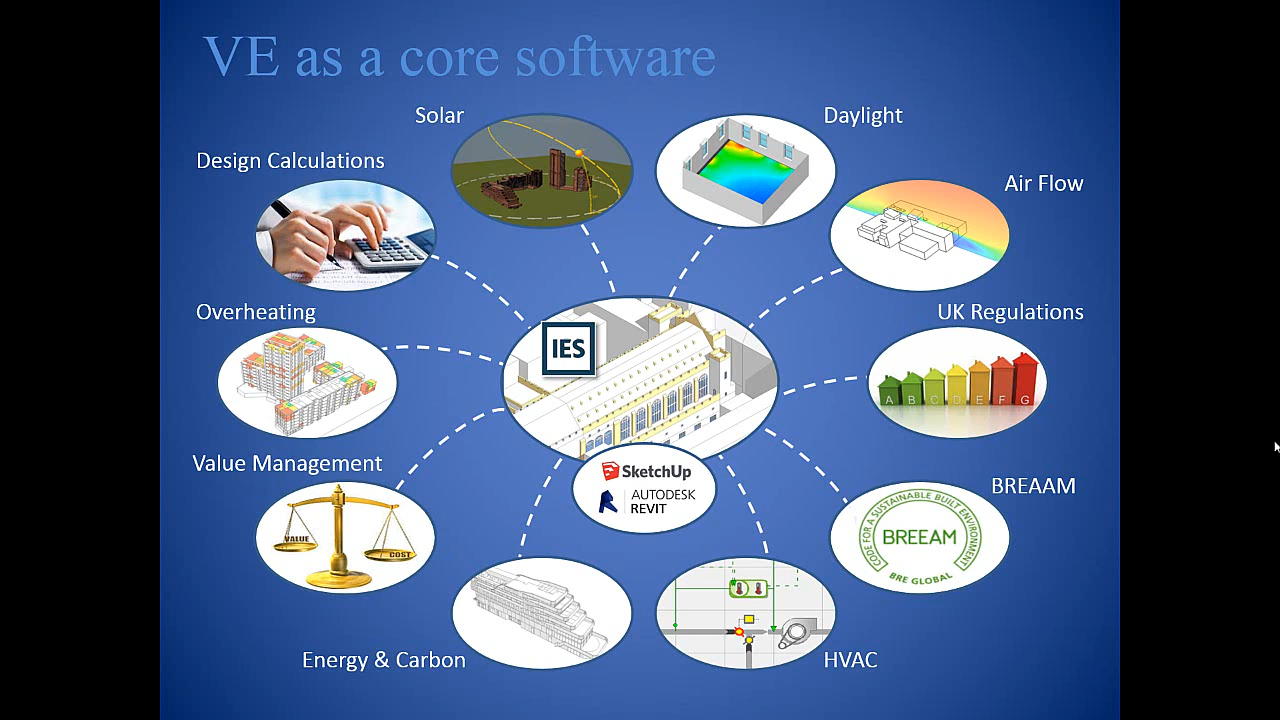 VE as a core software
Solar
Daylight
Design Calculations
Air Flow
Overheating
UK Regulations
IES
A B C D E F G
Value Management
SketchUp
AUTODESK
REVIT
BREAAM
VALUE
COST
CODE FOR A SUSTAINABLE BUILT ENVIRONMENT
BREEAM
BRE GLOBAL
Energy & Carbon
HVAC